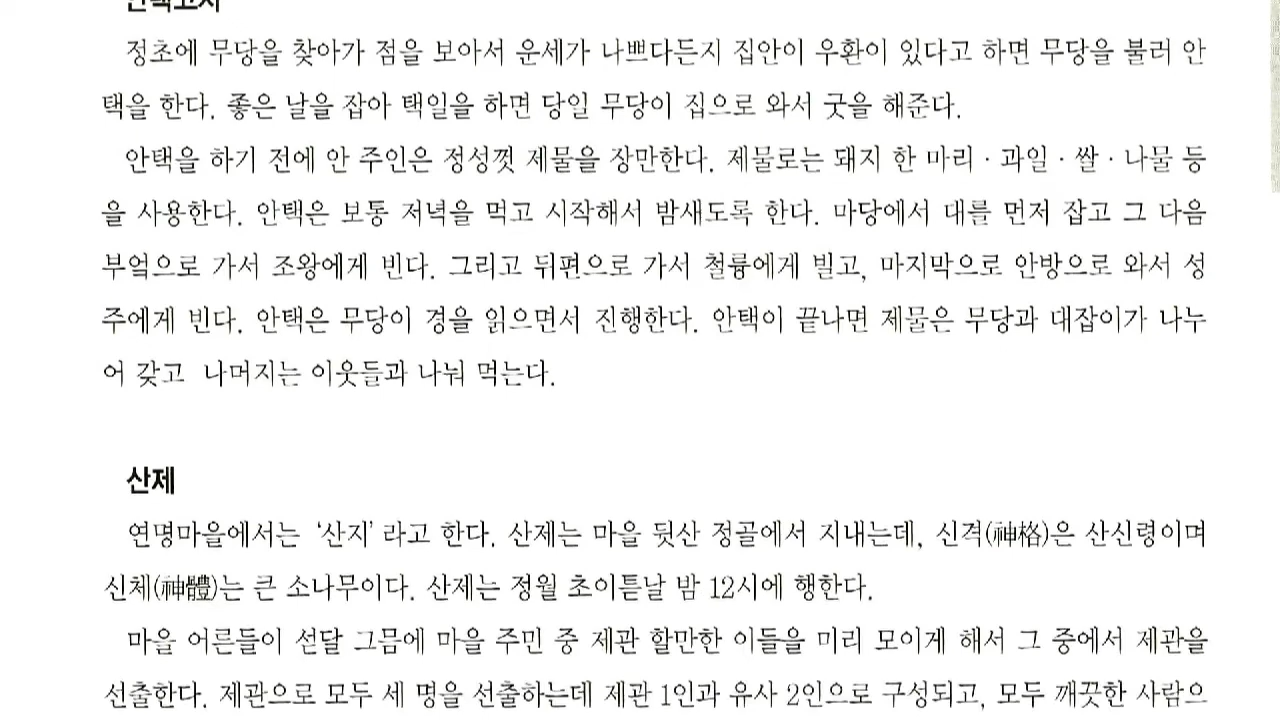 안택고사
정초에 무당을 찾아가 점을 보아서 운세가 나쁘다든지 집안이 우환이 있다고 하면 무당을 불러 안
택을 한다. 좋은 날을 잡아 택일을 하면 당일 무당이 집으로 와서 굿을 해준다.
안택을 하기 전에 안 주인은 정성껏 제물을 장만한다. 제물로는 돼지 한 마리 · 과일 · 쌀 · 나물 등
을 사용한다. 안택은 보통 저녁을 먹고 시작해서 밤새도록 한다. 마당에서 대를 먼저 잡고 그 다음
부엌으로 가서 조왕에게 빈다. 그리고 뒤편으로 가서 철륭에게 빌고, 마지막으로 안방으로 와서 성
주에게 빈다. 안택은 무당이 경을 읽으면서 진행한다. 안택이 끝나면 제물은 무당과 대잡이가 나누
어 갖고 나머지는 이웃들과 나눠 먹는다.
산제
연명마을에서는 ‘산지’라고 한다. 산제는 마을 뒷산 정골에서 지내는데, 신격(神格)은 산신령이며
신체(神體)는 큰 소나무이다. 산제는 정월 초이튿날 밤 12시에 행한다.
마을 어른들이 섣달 그믐에 마을 주민 중 제관 할만한 이들을 미리 모이게 해서 그 중에서 제관을
선출한다. 제관으로 모두 세 명을 선출하는데 제관 1인과 유사 2인으로 구성되고, 모두 깨끗한 사람으